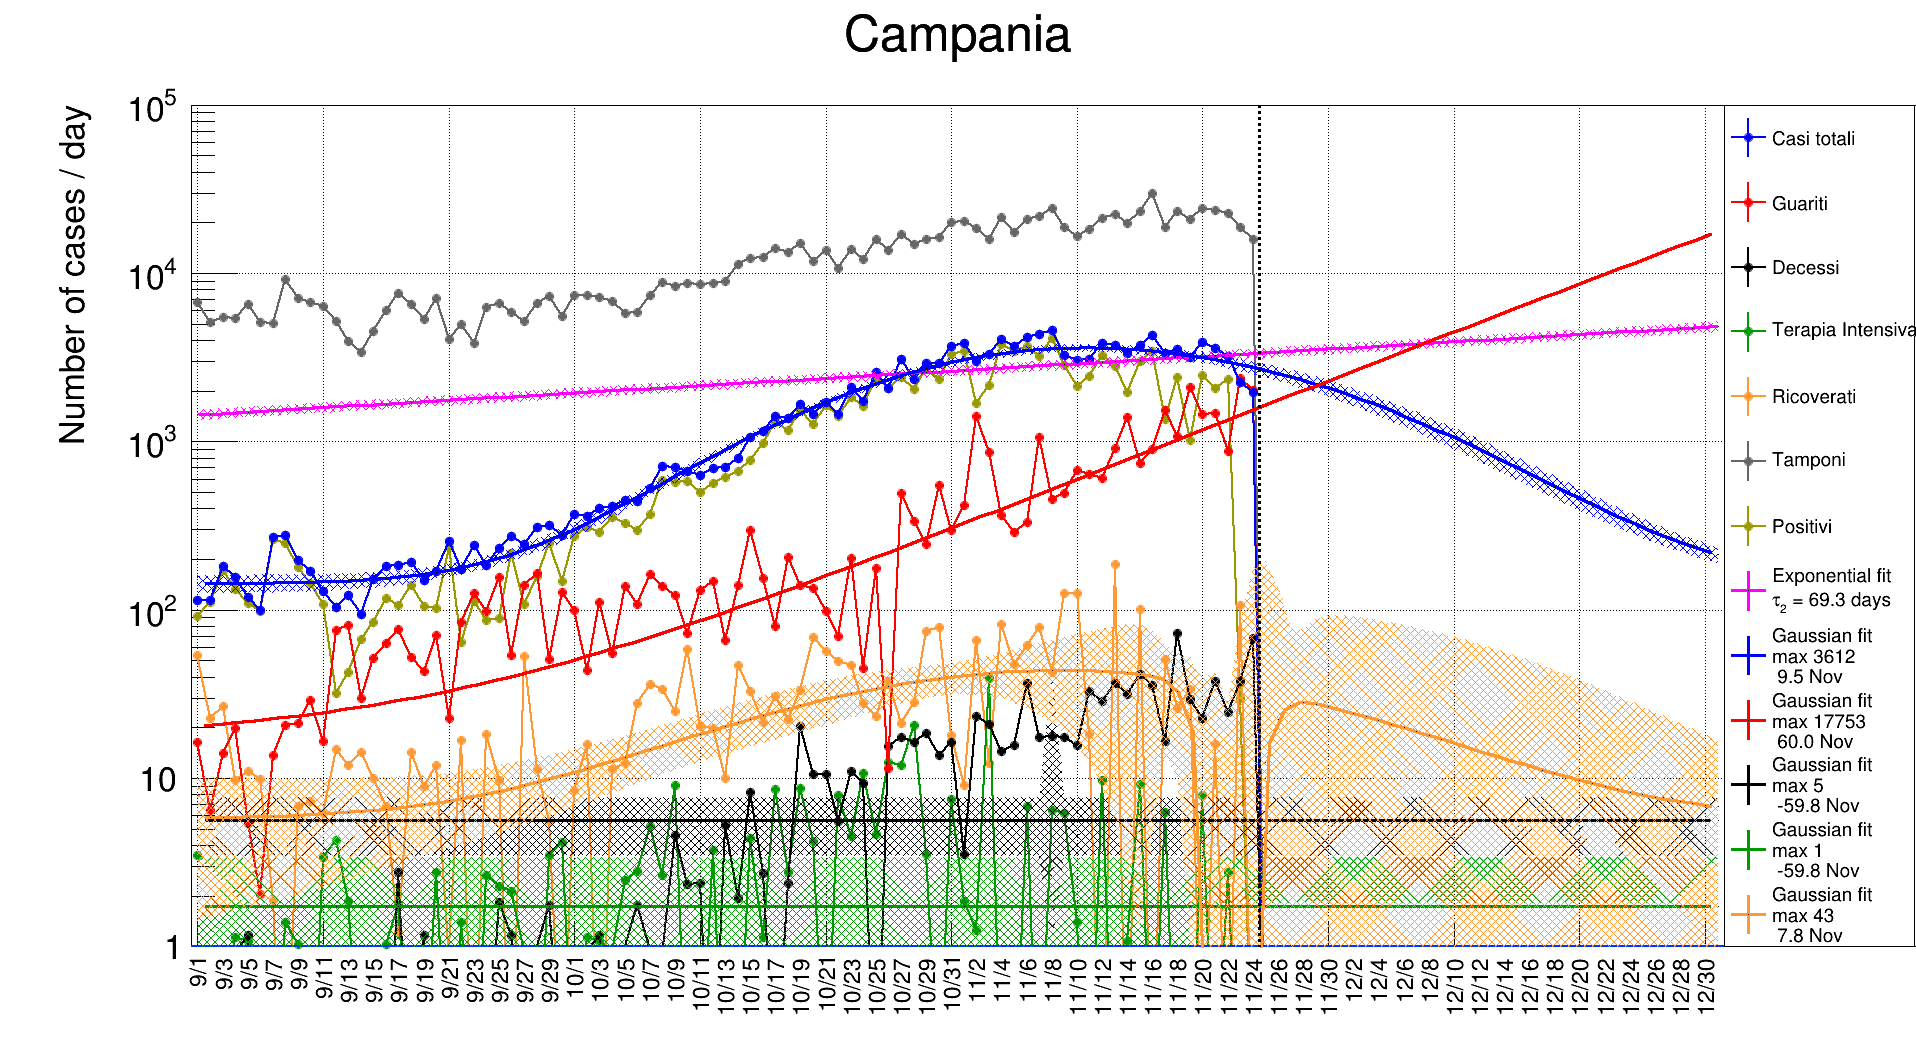 Campania
Number of cases / day
10^5
10^4
10^3
10^2
10
1
9/1 9/3 9/5 9/7 9/9 9/11 9/13 9/15 9/17 9/19 9/21 9/23 9/25 9/27 9/29 10/1 10/3 10/5 10/7 10/9 10/11 10/13 10/15 10/17 10/19 10/21 10/23 10/25 10/27 10/29 10/31 11/2 11/4 11/6 11/8 11/10 11/12 11/14 11/16 11/18 11/20 11/22 11/24 11/26 11/28 11/30 12/2 12/4 12/6 12/8 12/10 12/12 12/14 12/16 12/18 12/20 12/22 12/24 12/26 12/28 12/30
Casi totali
Guariti
Decessi
Terapia Intensiva
Ricoverati
Tamponi
Positivi
Exponential fit
τ2 = 69.3 days
Gaussian fit
max 3612
9.5 Nov
Gaussian fit
max 17753
60.0 Nov
Gaussian fit
max 5
-59.8 Nov
Gaussian fit
max 1
-59.8 Nov
Gaussian fit
max 43
7.8 Nov